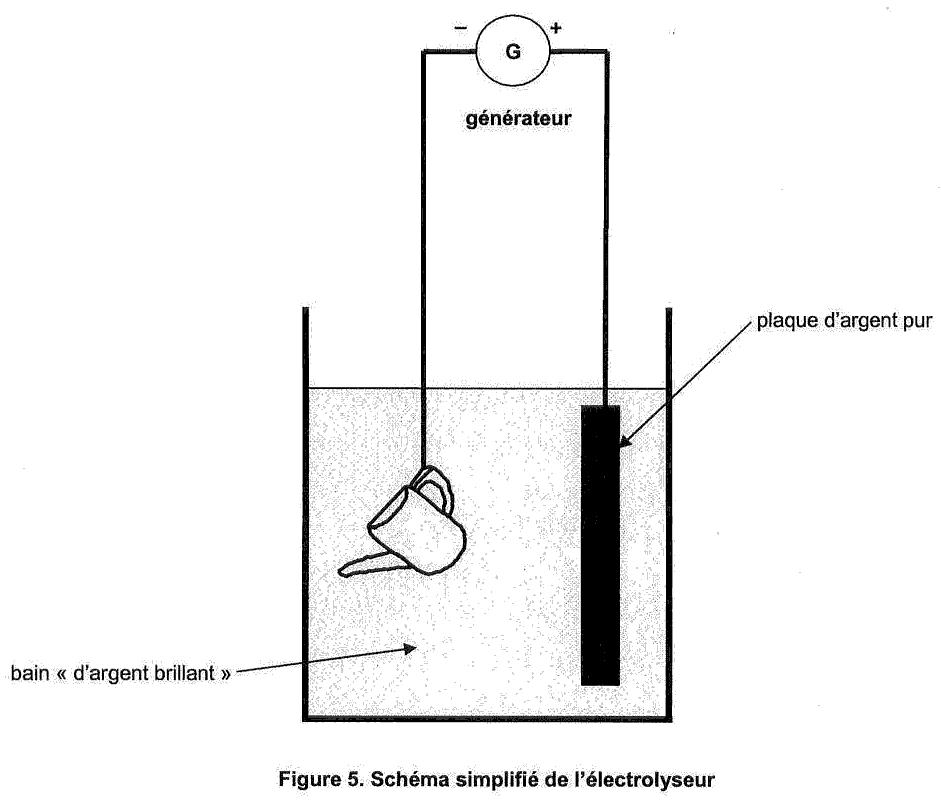 – G +
générateur
plaque d'argent pur
bain « d'argent brillant »
Figure 5. Schéma simplifié de l'électrolyseur